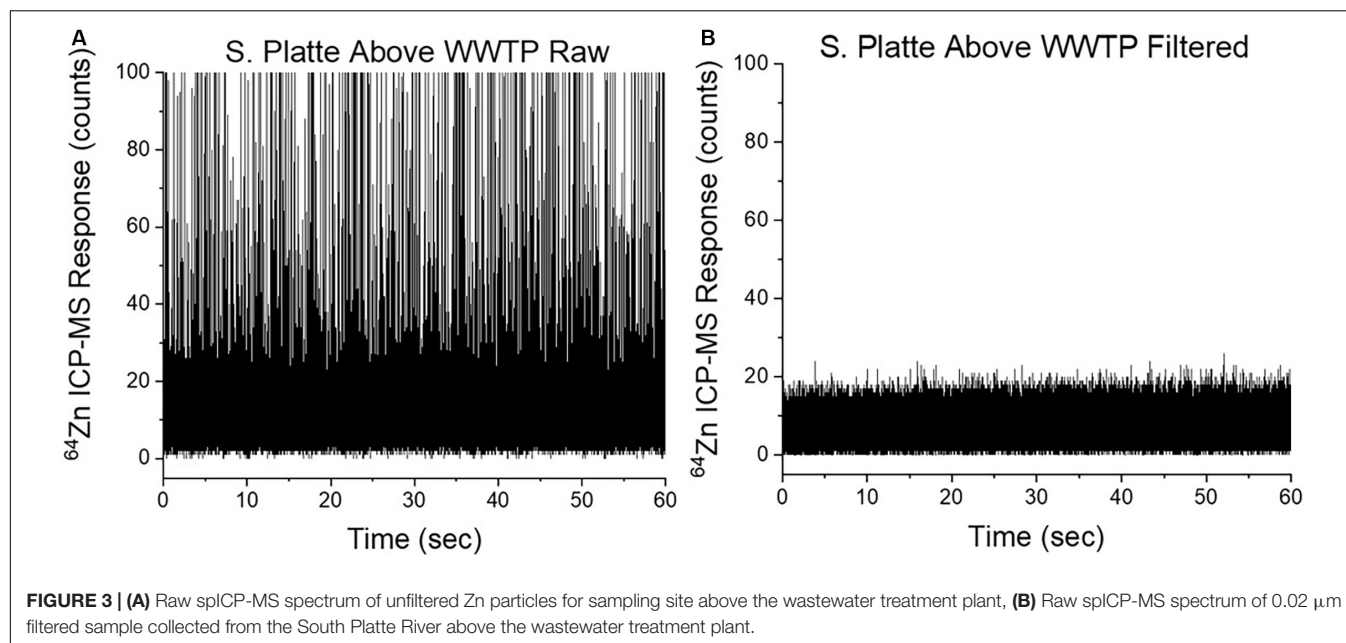 A
S. Platte Above WWTP Raw
⁶⁴Zn ICP-MS Response (counts)
100
80
60
40
20
0
0 10 20 30 40 50 60
Time (sec)
B
S. Platte Above WWTP Filtered
⁶⁴Zn ICP-MS Response (counts)
100
80
60
40
20
0
0 10 20 30 40 50 60
Time (sec)
FIGURE 3 | (A) Raw spICP-MS spectrum of unfiltered Zn particles for sampling site above the wastewater treatment plant, (B) Raw spICP-MS spectrum of 0.02 μm
filtered sample collected from the South Platte River above the wastewater treatment plant.